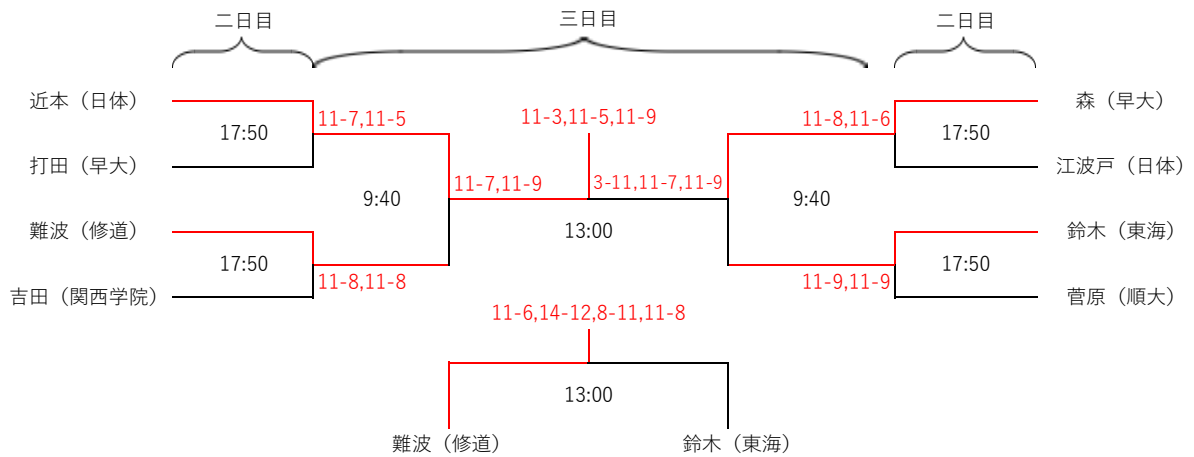 二日目
三日目
二日目
近本（日体）
11-7,11-5
11-3,11-5,11-9
11-8,11-6
森（早大）
17:50
17:50
打田（早大）
江波戸（日体）
9:40
11-7,11-9
3-11,11-7,11-9
9:40
難波（修道）
13:00
鈴木（東海）
17:50
17:50
11-8,11-8
11-9,11-9
吉田（関西学院）
菅原（順大）
11-6,14-12,8-11,11-8
13:00
難波（修道）
鈴木（東海）